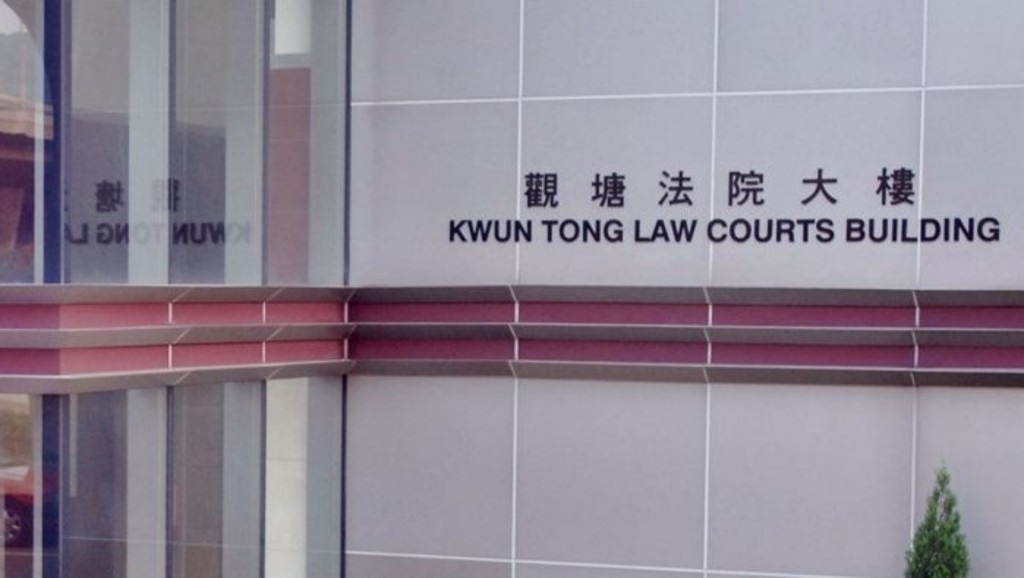 觀塘法院大樓
KWUN TONG LAW COURTS BUILDING